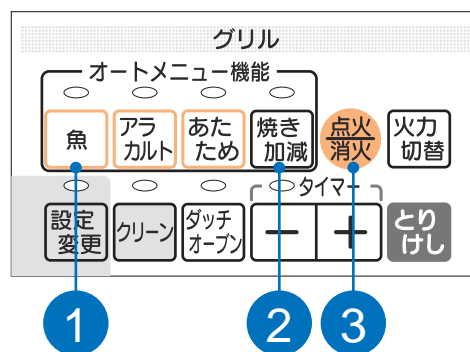 グリル
オートメニュー機能
魚
アラ
カルト
あた
ため
焼き
加減
点火
消火
火力
切替
タイマー
設定
変更
クリーン
ダッチ
オーブン
－
＋
とり
けし
1
2
3